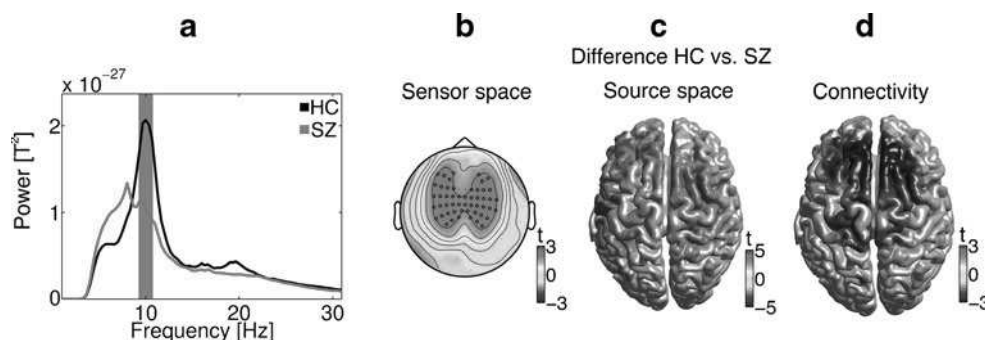 a
b
c
d
Difference HC vs. SZ
Sensor space
Source space
Connectivity
x 10⁻²⁷
HC
SZ
2
1
0
Power [T²]
10
20
30
Frequency [Hz]
t
3
0
-3
t
5
0
-5
t
3
0
-3